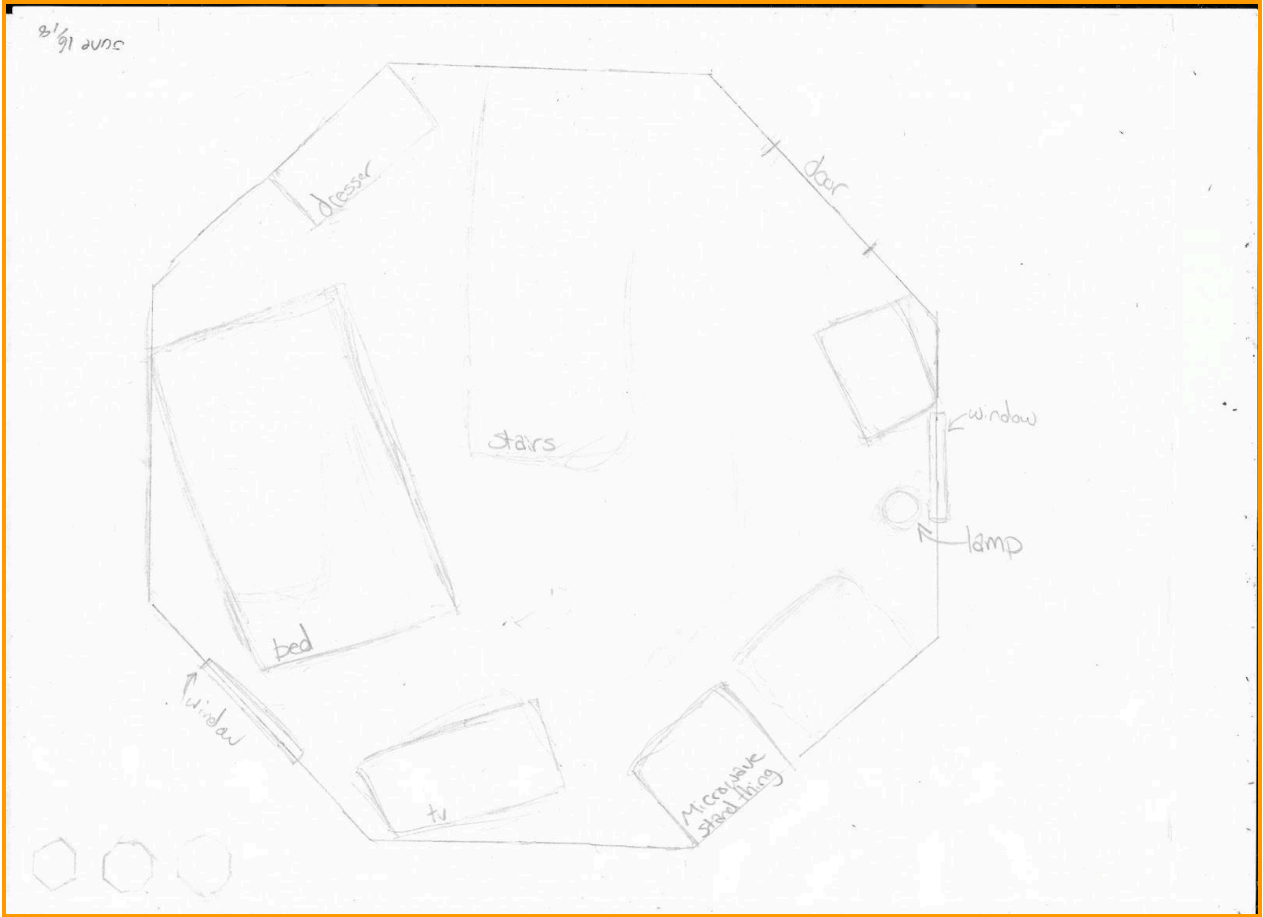 June 16/18
door
dresser
window
stairs
lamp
bed
window
tv
Microwave
stand thing